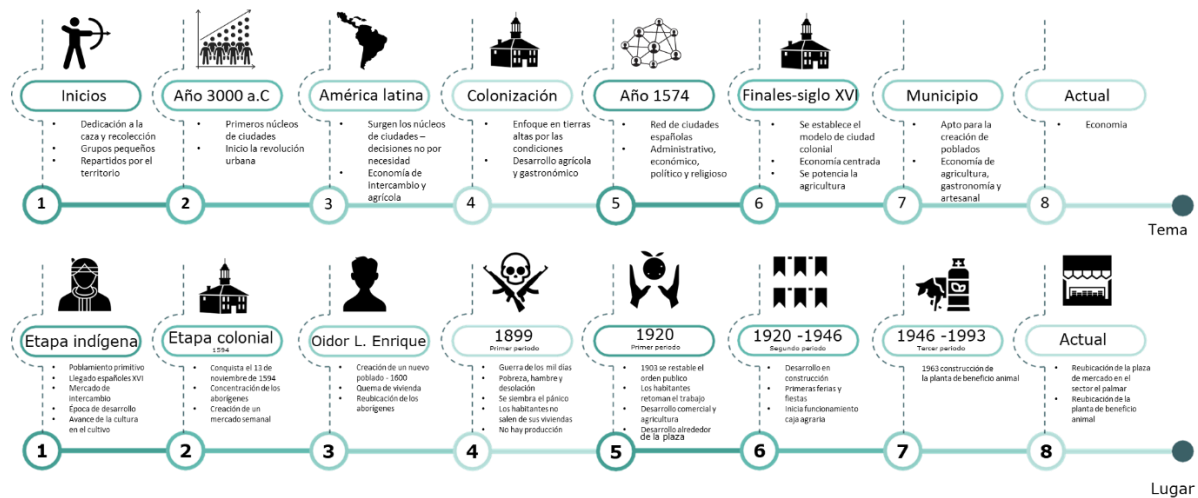 Inicios
• Dedicación a la
caza y recolección
• Grupos pequeños
• Repartidos por el
territorio
1
Año 3000 a.C
• Primeros núcleos
de ciudades
• Inicio la revolución
urbana
2
América latina
• Surgen los núcleos
de ciudades –
decisiones no por
necesidad
• Economía de
Intercambio y
agrícola
3
Colonización
• Enfoque en tierras
altas por las
condiciones
• Desarrollo agrícola
y gastronómico
4
Año 1574
• Red de ciudades
españolas
• Administrativo,
económico,
político y religioso
5
Finales-siglo XVI
• Se establece el
modelo de ciudad
colonial
• Economía centrada
• Se potencia la
agricultura
6
Municipio
• Apto para la
creación de
poblados
• Economía de
agricultura,
gastronomía y
artesanal
7
Actual
• Economia
8
Tema
Etapa indígena
• Poblamiento primitivo
• Llegado españoles XVI
• Mercado de
intercambio
• Época de desarrollo
• Avance de la cultura
en el cultivo
1
Etapa colonial
1594
• Conquista el 13 de
noviembre de 1594
• Concentración de los
aborígenes
• Creación de un
mercado semanal
2
Oidor L. Enrique
• Creación de un nuevo
poblado - 1600
• Quema de vivienda
• Reubicación de los
aborígenes
3
1899
Primer periodo
• Guerra de los mil días
• Pobreza, hambre y
desolación
• Se siembra el pánico
• Los habitantes no
salen de sus viviendas
• No hay producción
4
1920
Primer periodo
• 1903 se restable el
orden publico
• Los habitantes
retoman el trabajo
• Desarrollo comercial y
agricultura
• Desarrollo alrededor
de la plaza
5
1920 -1946
Segundo periodo
• Desarrollo en
construcción
• Primeras ferias y
fiestas
• Inicia funcionamiento
caja agraria
6
1946 -1993
Tercer periodo
1963 construcción de
la planta de beneficio animal
7
Actual
• Reubicación de la plaza
de mercado en el
sector el palmar
• Reubicación de la
planta de beneficio
animal
8
Lugar